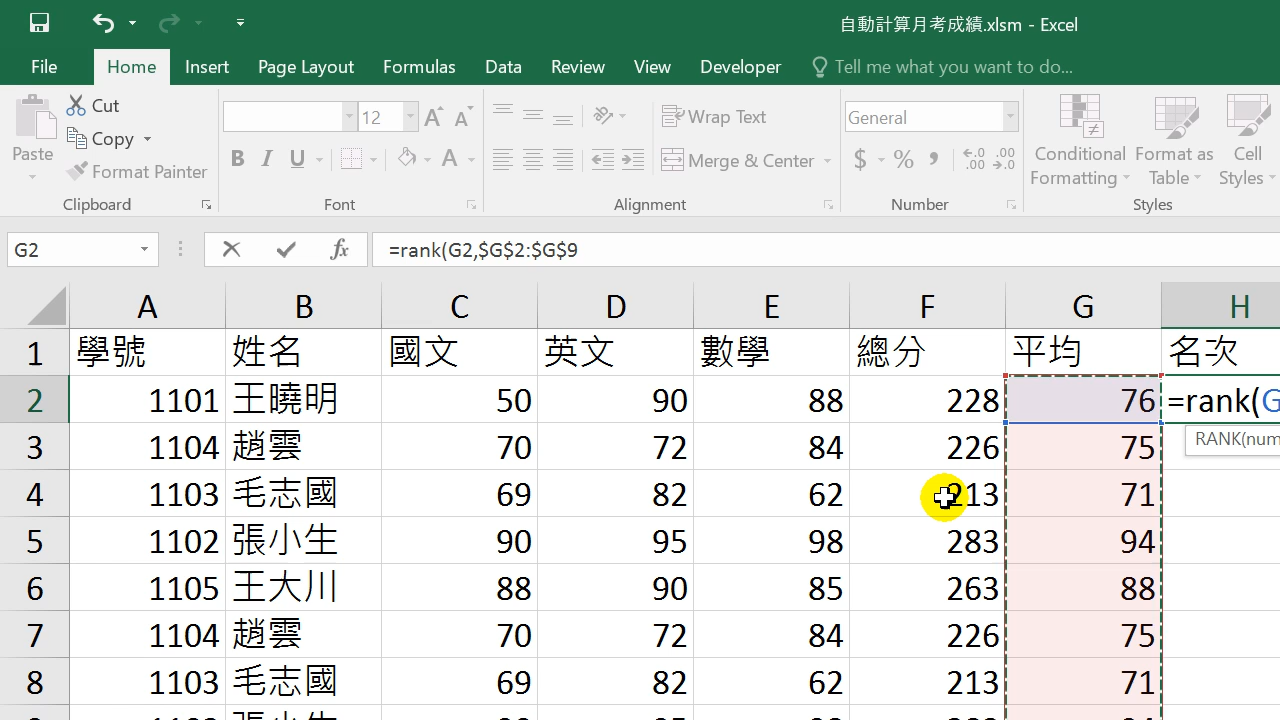 自動計算月考成績.xlsm - Excel
File Home Insert Page Layout Formulas Data Review View Developer Tell me what you want to do...
Paste
Cut
Copy
Format Painter
Clipboard
12
B I U
Font
Wrap Text
Merge & Center
Alignment
General
$ % ,
Number
Conditional Formatting
Format as Table
Cell Styles
Styles
G2 fx =rank(G2,$G$2:$G$9
A B C D E F G H
1 學號 姓名 國文 英文 數學 總分 平均 名次
2 1101 王曉明 50 90 88 228 76 =rank(G
RANK(num
3 1104 趙雲 70 72 84 226 75
4 1103 毛志國 69 82 62 213 71
5 1102 張小生 90 95 98 283 94
6 1105 王大川 88 90 85 263 88
7 1104 趙雲 70 72 84 226 75
8 1103 毛志國 69 82 62 213 71